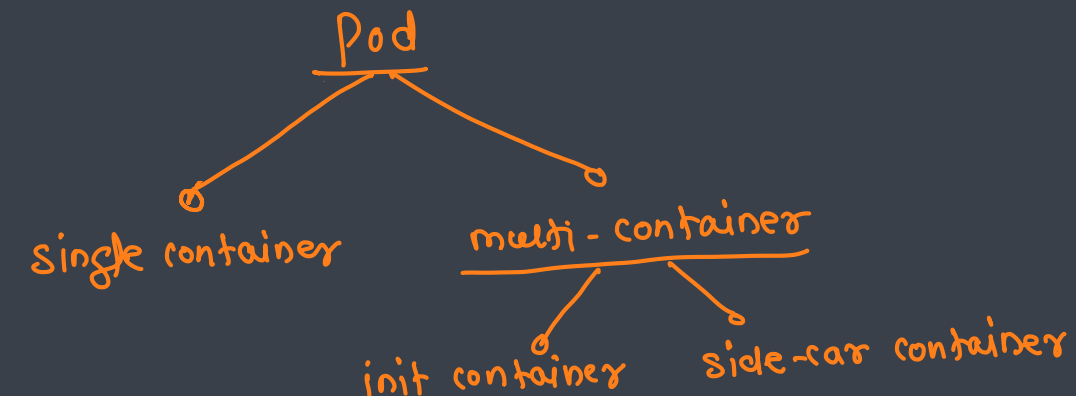 Pod
single container
multi-container
init container
side-car container